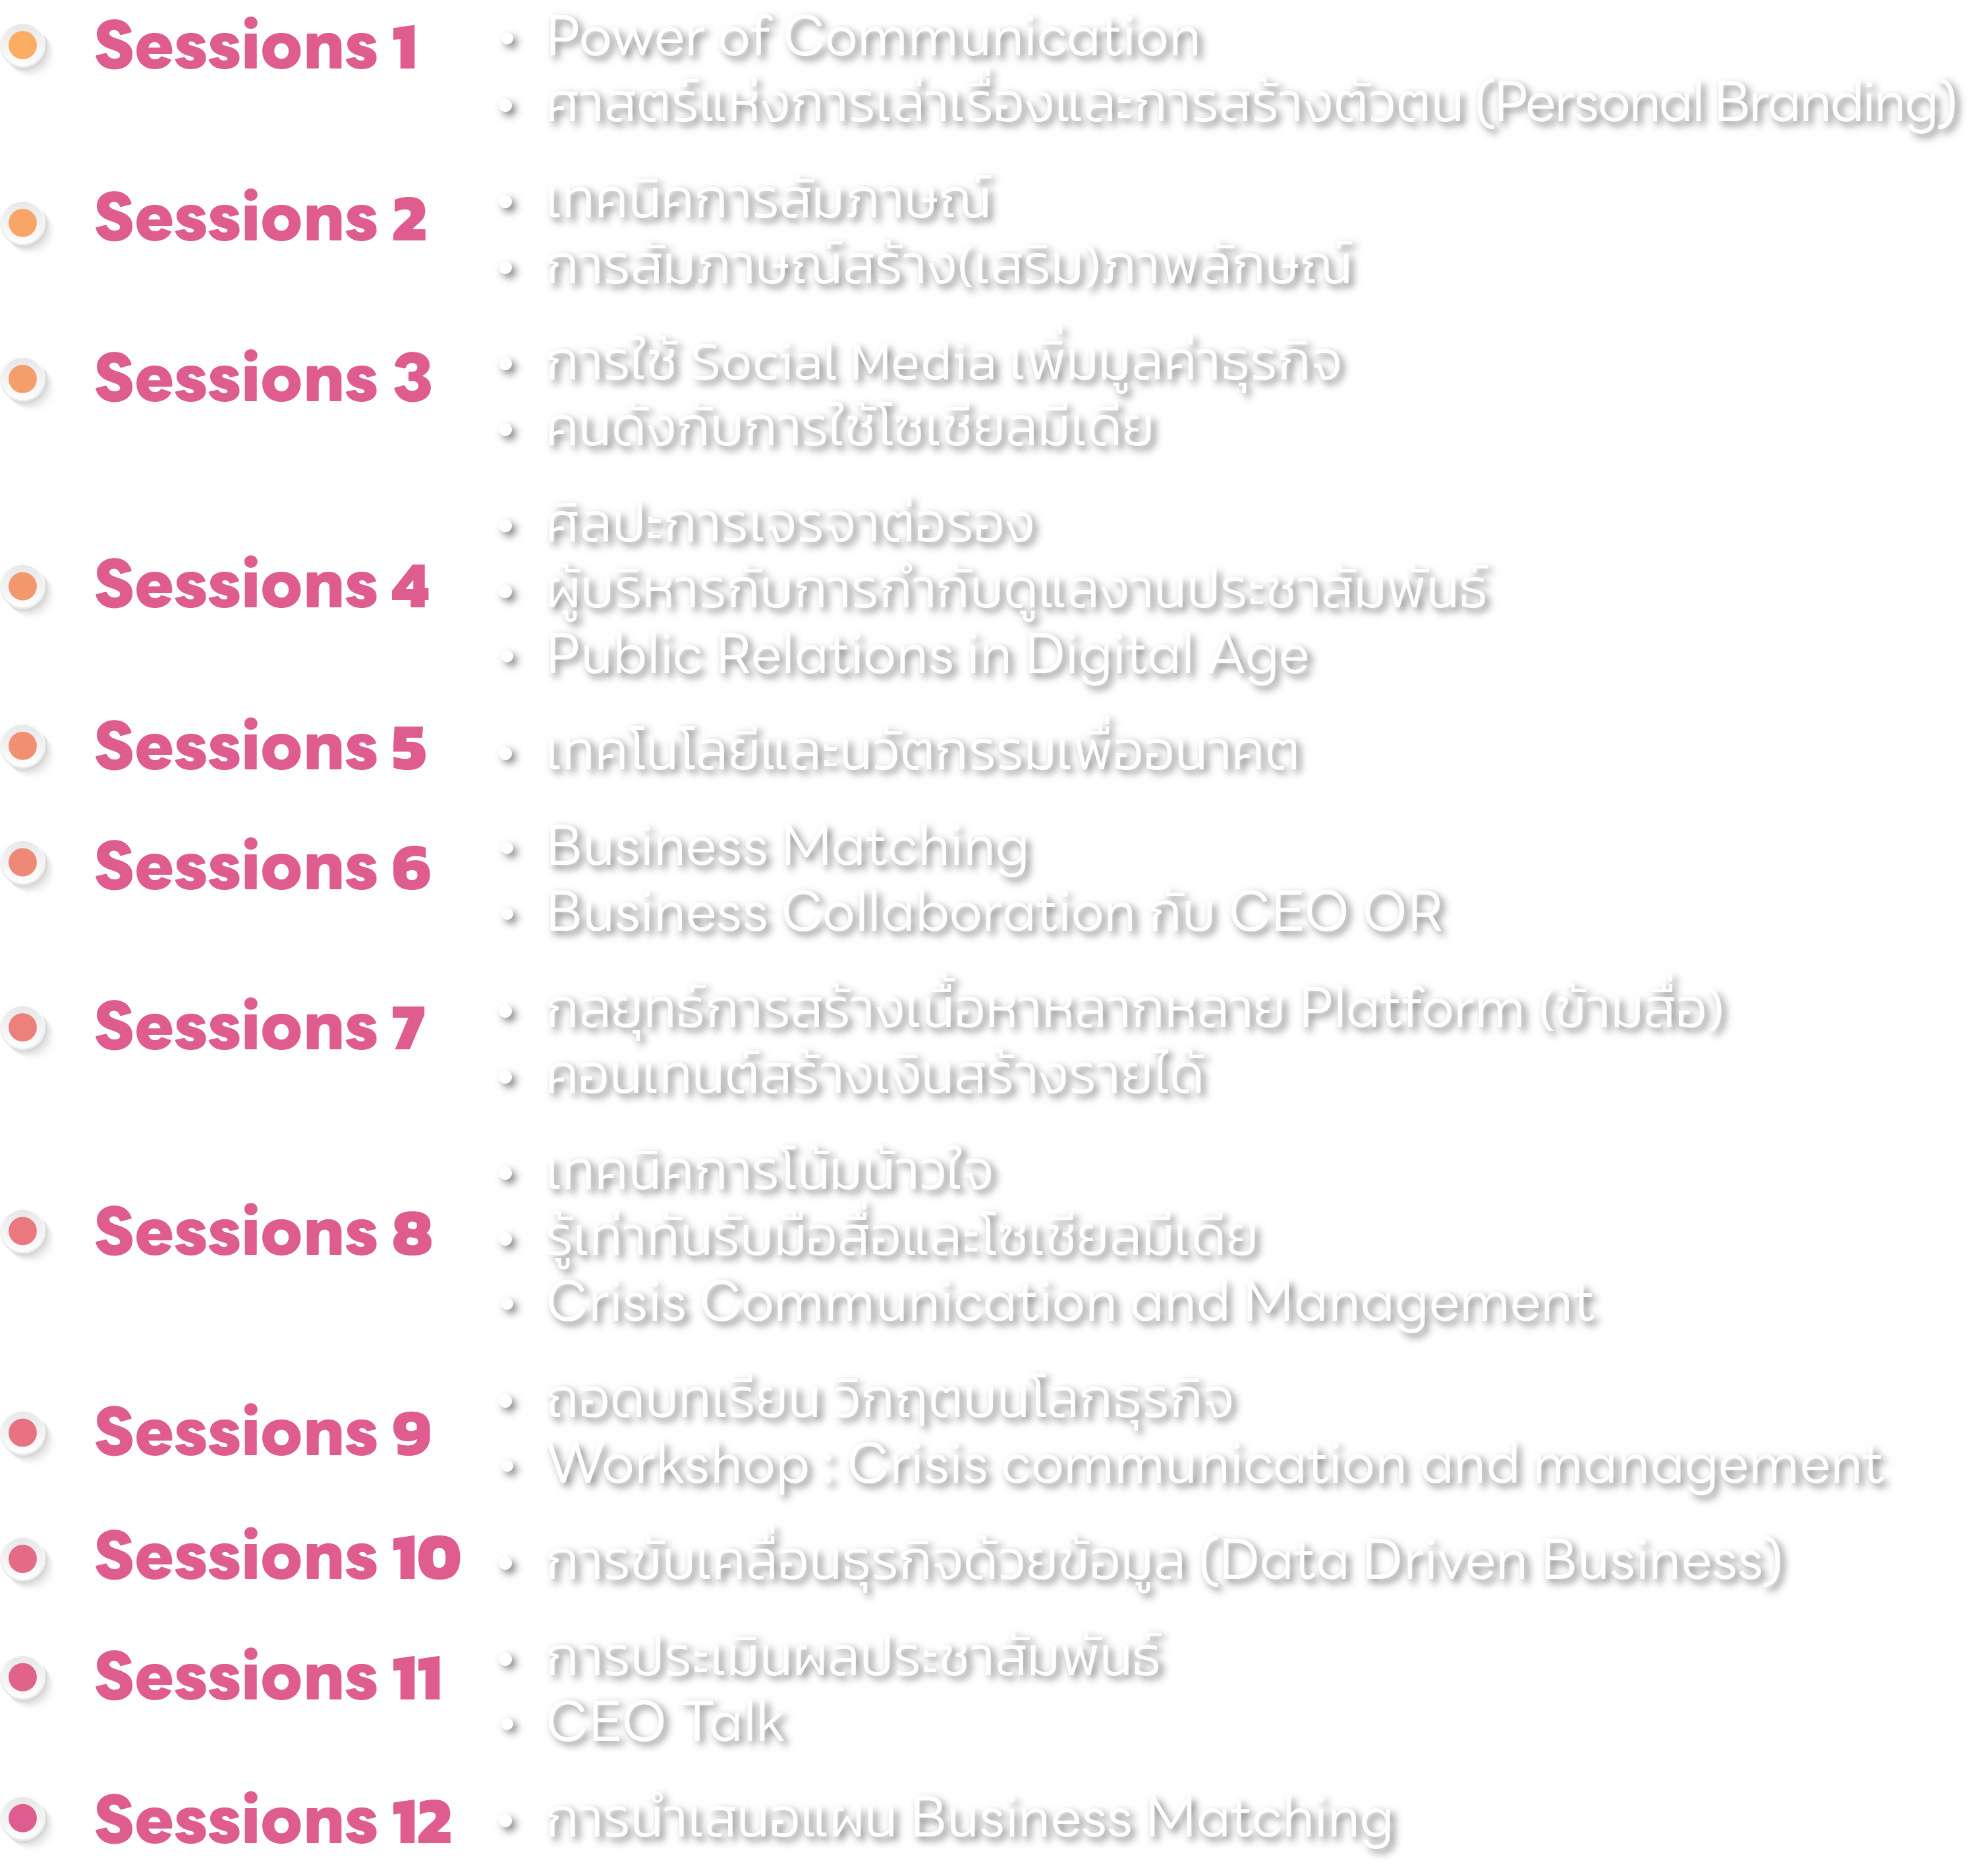 Sessions 1
• Power of Communication
• ศาสตร์แห่งการเล่าเรื่องและการสร้างตัวตน (Personal Branding)
Sessions 2
• เทคนิคการสัมภาษณ์
• การสัมภาษณ์สร้าง(เสริม)ภาพลักษณ์
Sessions 3
• การใช้ Social Media เพิ่มมูลค่าธุรกิจ
• คนดังกับการใช้โซเชียลมีเดีย
Sessions 4
• ศิลปะการเจรจาต่อรอง
• ผู้บริหารกับการกำกับดูแลงานประชาสัมพันธ์
• Public Relations in Digital Age
Sessions 5
• เทคโนโลยีและนวัตกรรมเพื่ออนาคต
Sessions 6
• Business Matching
• Business Collaboration กับ CEO OR
Sessions 7
• กลยุทธ์การสร้างเนื้อหาหลากหลาย Platform (ข้ามสื่อ)
• คอนเทนต์สร้างเงินสร้างรายได้
Sessions 8
• เทคนิคการโน้มน้าวใจ
• รู้เท่าทันรับมือสื่อและโซเชียลมีเดีย
• Crisis Communication and Management
Sessions 9
• ถอดบทเรียน วิกฤตบนโลกธุรกิจ
• Workshop : Crisis communication and management
Sessions 10
• การขับเคลื่อนธุรกิจด้วยข้อมูล (Data Driven Business)
Sessions 11
• การประเมินผลประชาสัมพันธ์
• CEO Talk
Sessions 12
• การนำเสนอแผน Business Matching